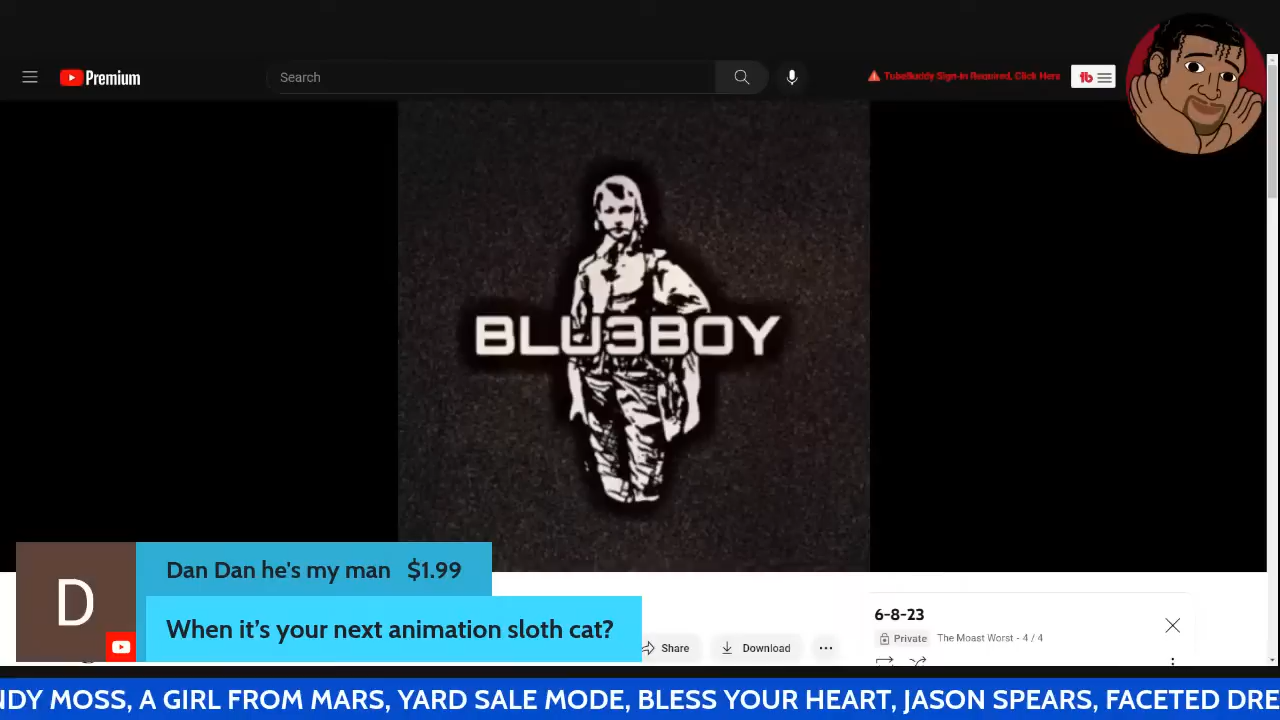 Premium
Search
TubeBuddy Sign-In Required, Click Here
tb
BLU3BOY
D
Dan Dan he's my man $1.99
When it's your next animation sloth cat?
Share
Download
6-8-23
Private The Moast Worst - 4 / 4
NDY MOSS, A GIRL FROM MARS, YARD SALE MODE, BLESS YOUR HEART, JASON SPEARS, FACETED DRE